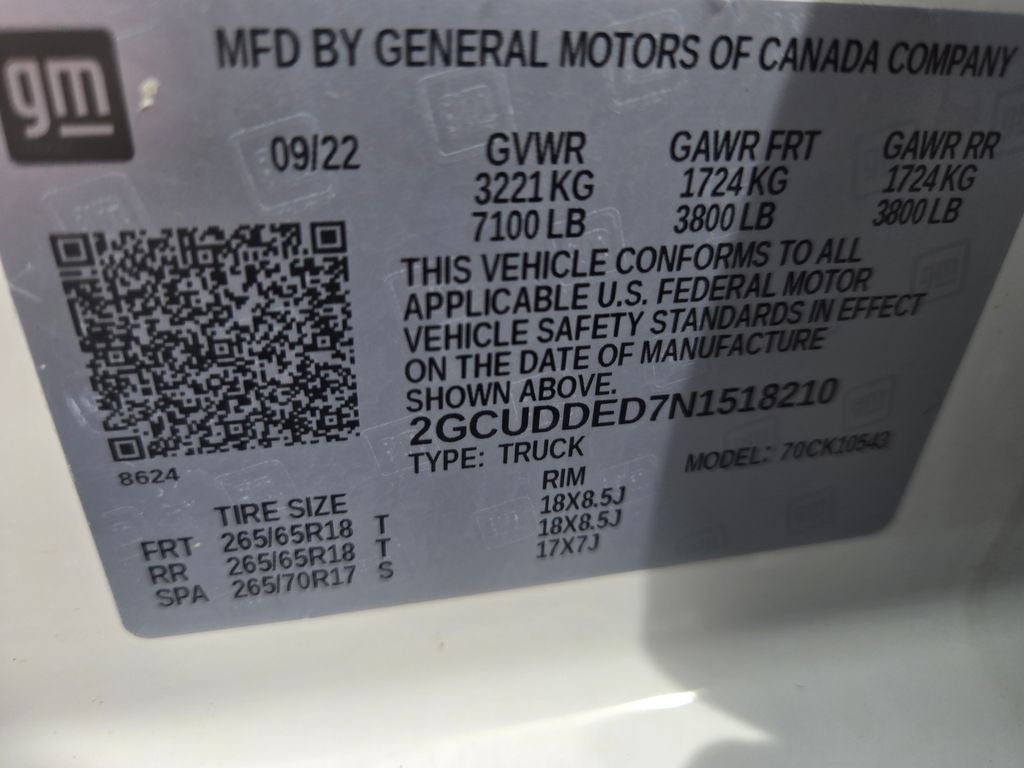 gm
MFD BY GENERAL MOTORS OF CANADA COMPANY
09/22 GVWR GAWR FRT GAWR RR
3221 KG 1724 KG 1724 KG
7100 LB 3800 LB 3800 LB
THIS VEHICLE CONFORMS TO ALL
APPLICABLE U.S. FEDERAL MOTOR
VEHICLE SAFETY STANDARDS IN EFFECT
ON THE DATE OF MANUFACTURE
SHOWN ABOVE.
2GCUDDED7N1518210
TYPE: TRUCK MODEL: 70CK10543
8624
TIRE SIZE RIM
FRT 265/65R18 T 18X8.5J
RR 265/65R18 T 18X8.5J
SPA 265/70R17 S 17X7J